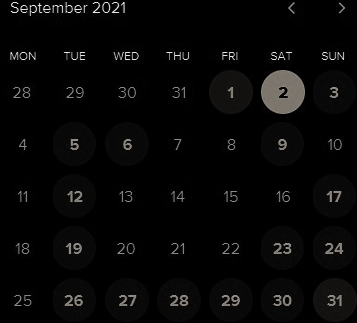 September 2021
MON TUE WED THU FRI SAT SUN
28 29 30 31 1 2 3
4 5 6 7 8 9 10
11 12 13 14 15 16 17
18 19 20 21 22 23 24
25 26 27 28 29 30 31